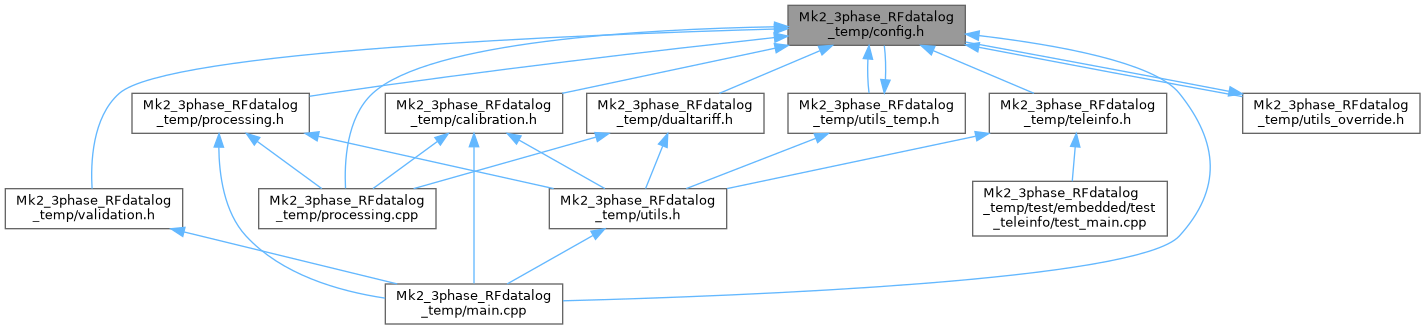 Mk2_3phase_RFdatalog
_temp/config.h
Mk2_3phase_RFdatalog
_temp/processing.h
Mk2_3phase_RFdatalog
_temp/calibration.h
Mk2_3phase_RFdatalog
_temp/dualtariff.h
Mk2_3phase_RFdatalog
_temp/utils_temp.h
Mk2_3phase_RFdatalog
_temp/teleinfo.h
Mk2_3phase_RFdatalog
_temp/utils_override.h
Mk2_3phase_RFdatalog
_temp/validation.h
Mk2_3phase_RFdatalog
_temp/processing.cpp
Mk2_3phase_RFdatalog
_temp/utils.h
Mk2_3phase_RFdatalog
_temp/test/embedded/test
_teleinfo/test_main.cpp
Mk2_3phase_RFdatalog
_temp/main.cpp